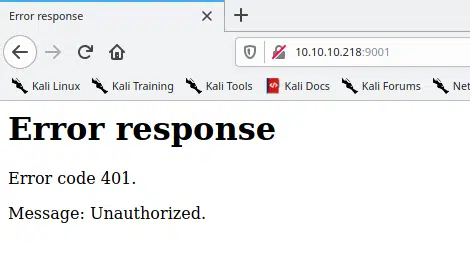 Error response
10.10.10.218:9001
Kali Linux Kali Training Kali Tools Kali Docs Kali Forums Net
Error response
Error code 401.
Message: Unauthorized.